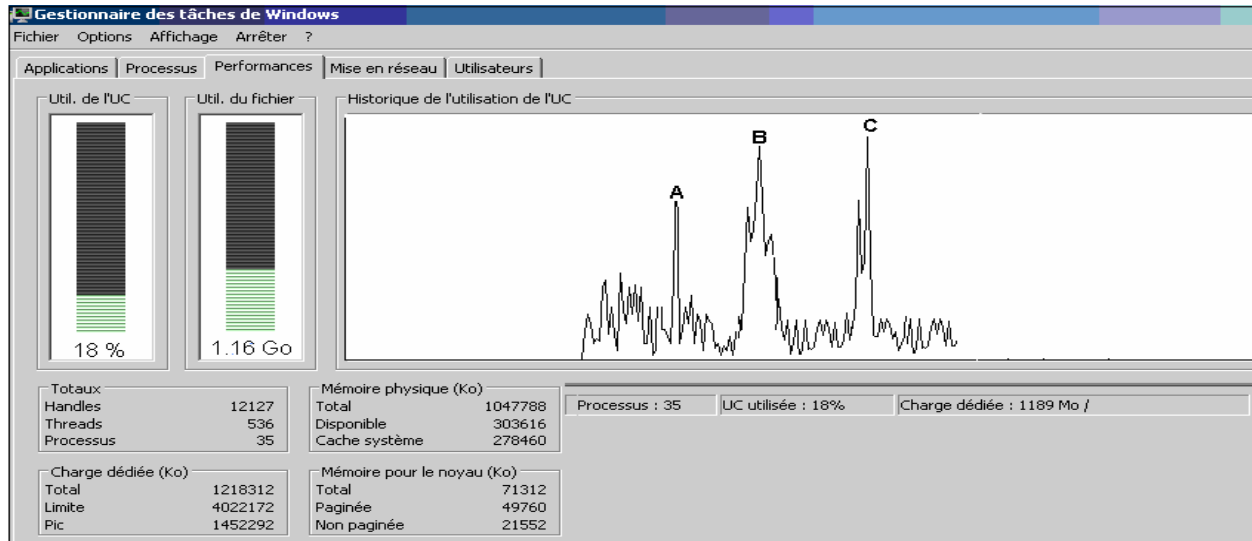 Gestionnaire des tâches de Windows
Fichier Options Affichage Arrêter ?
Applications Processus Performances Mise en réseau Utilisateurs
Util. de l'UC Util. du fichier Historique de l'utilisation de l'UC
A B C
18 % 1.16 Go
Totaux
Handles 12127
Threads 536
Processus 35
Mémoire physique (Ko)
Total 1047788
Disponible 303616
Cache système 278460
Processus : 35 UC utilisée : 18% Charge dédiée : 1189 Mo /
Charge dédiée (Ko)
Total 1218312
Limite 4022172
Pic 1452292
Mémoire pour le noyau (Ko)
Total 71312
Paginée 49760
Non paginée 21552